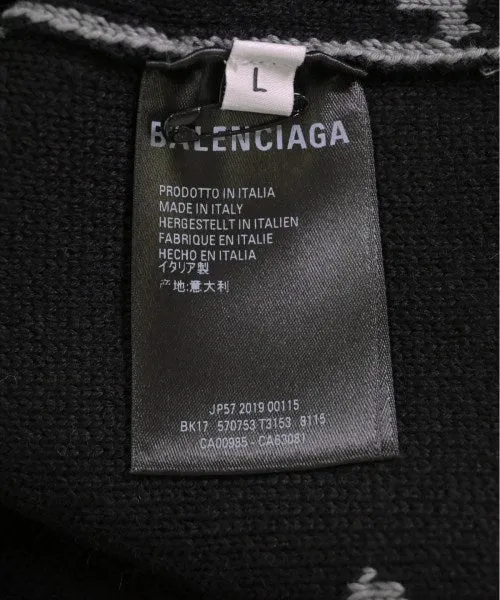 L
BALENCIAGA
PRODOTTO IN ITALIA
MADE IN ITALY
HERGESTELLT IN ITALIEN
FABRIQUE EN ITALIE
HECHO EN ITALIA
イタリア製
产地:意大利
JP57 2019 00115
BK17 570753 T3153 8115
CA00985 - CA63081